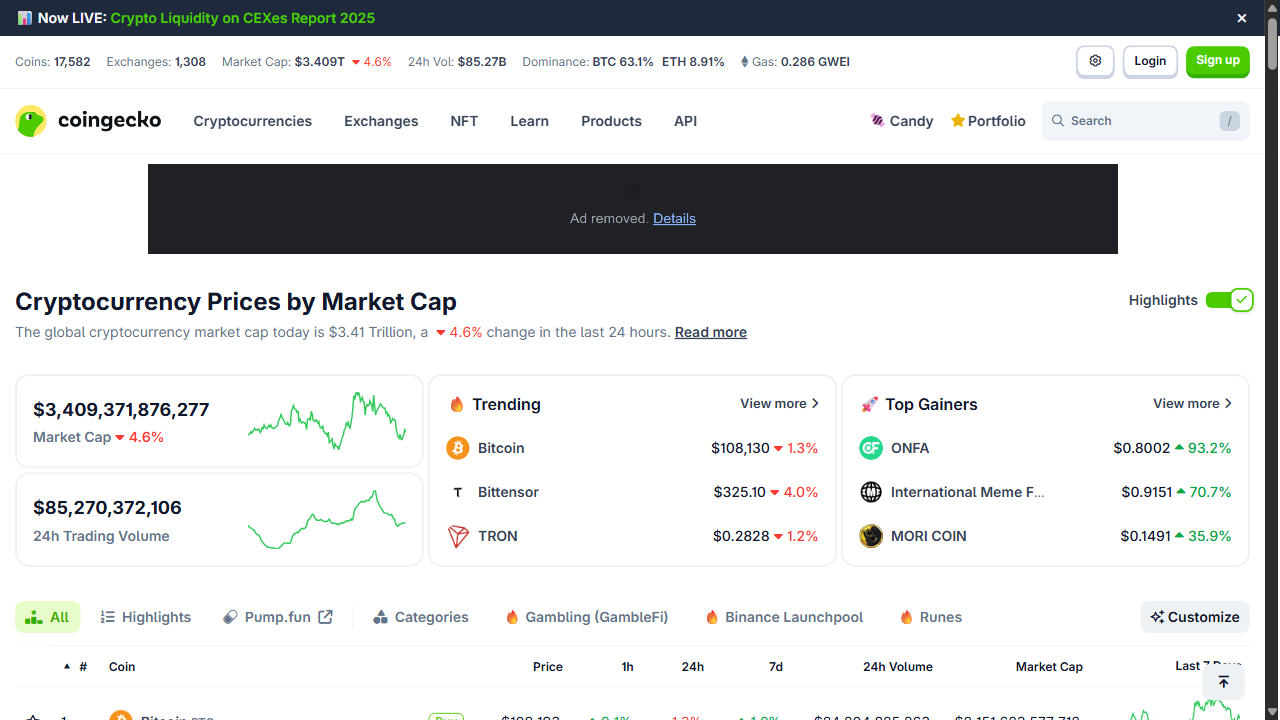 Now LIVE: Crypto Liquidity on CEXes Report 2025
Coins: 17,582 Exchanges: 1,308 Market Cap: $3.409T 4.6% 24h Vol: $85.27B Dominance: BTC 63.1% ETH 8.91% Gas: 0.286 GWEI
Login
Sign up
coingecko
Cryptocurrencies Exchanges NFT Learn Products API
Candy Portfolio
Search /
Ad removed. Details
Cryptocurrency Prices by Market Cap
Highlights
The global cryptocurrency market cap today is $3.41 Trillion, a 4.6% change in the last 24 hours. Read more
$3,409,371,876,277
Market Cap 4.6%
$85,270,372,106
24h Trading Volume
Trending View more
Bitcoin $108,130 1.3%
T Bittensor $325.10 4.0%
TRON $0.2828 1.2%
Top Gainers View more
ONFA $0.8002 93.2%
International Meme F... $0.9151 70.7%
MORI COIN $0.1491 35.9%
All Highlights Pump.fun Categories Gambling (GambleFi) Binance Launchpool Runes Customize
# Coin Price 1h 24h 7d 24h Volume Market Cap Last 7 Days
1 Bitcoin BTC Buy